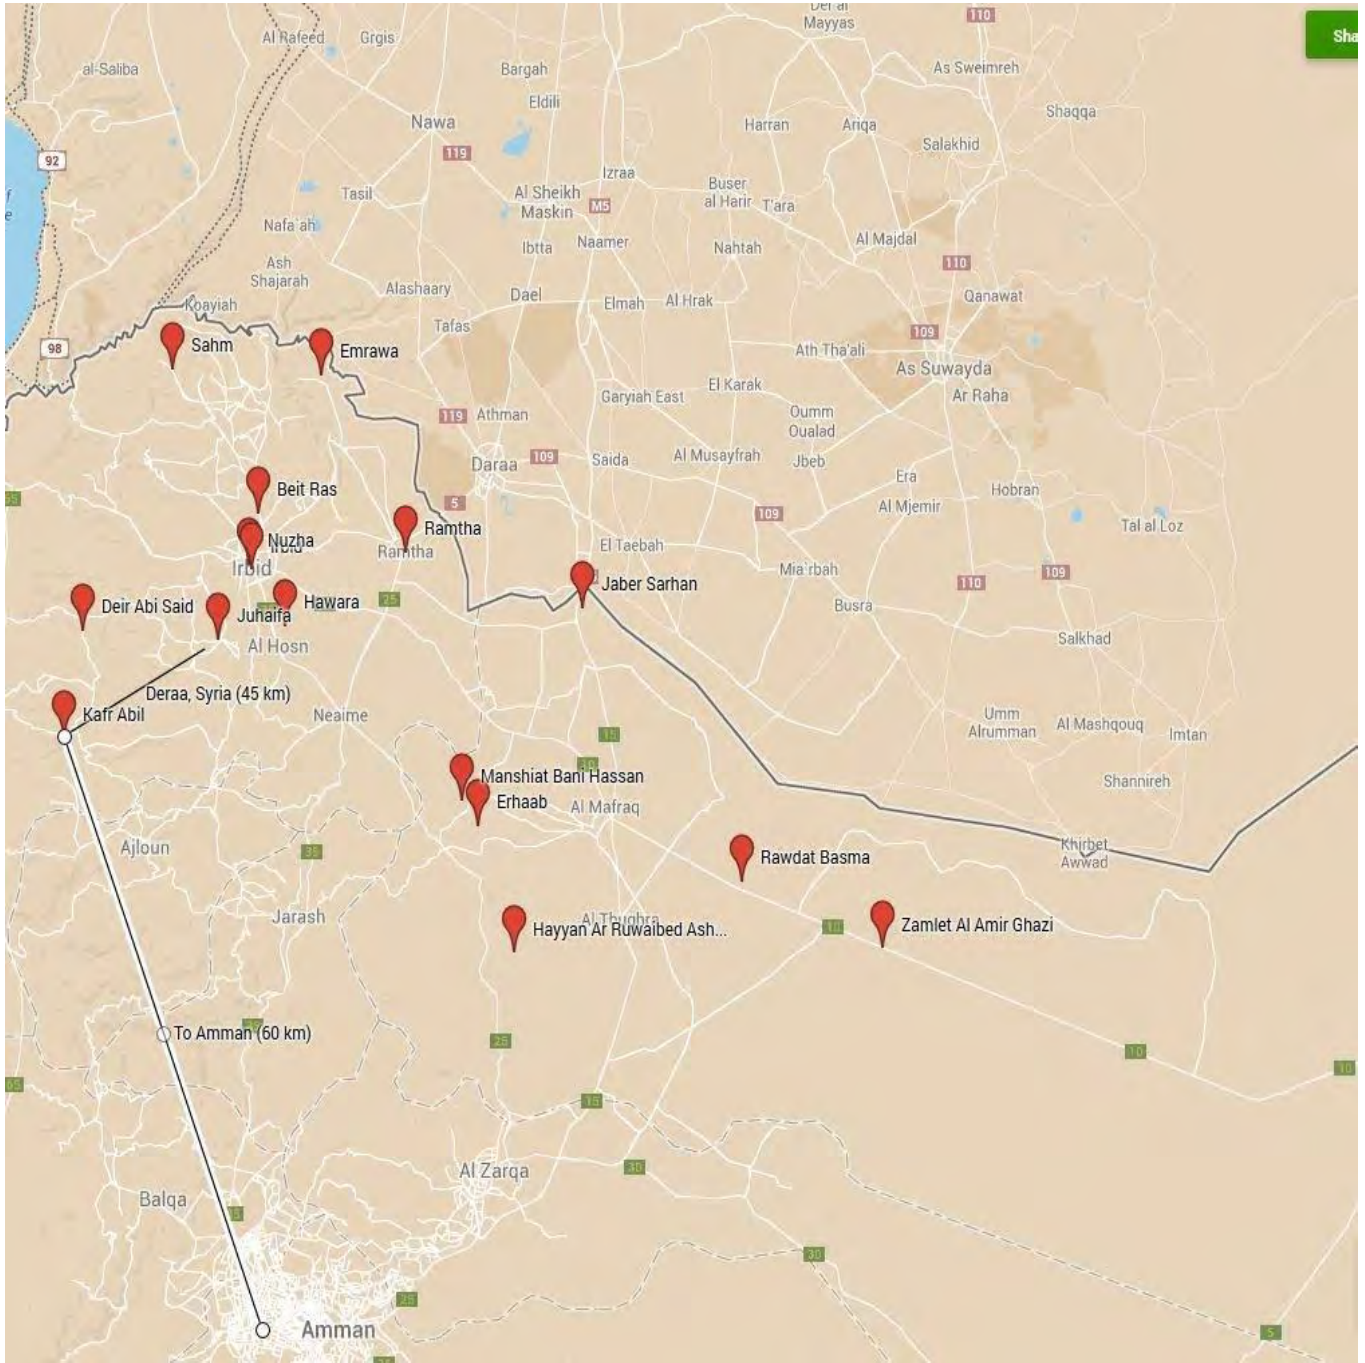 Der al
Mayyas
110
Al Rafeed
Grgis
Sha
al-Saliba
Bargah
As Sweimreh
Eldili
Nawa
Harran
Ariqa
Shaqqa
92
119
Salakhid
Izraa
Tasil
Al Sheikh
Maskin
M5
Buser
al Harir
T'ara
Nafa'ah
Ibtta
Naamer
Nahtah
Al Majdal
Ash
Shajarah
110
Alashaary
Dael
Elmah
Al Hrak
Qanawat
Koayiah
Tafas
109
98
Sahm
Emrawa
Ath Tha'ali
As Suwayda
El Karak
Ar Raha
Garyiah East
119
Athman
Oumm
Oualad
Daraa
109
Saida
Al Musayfrah
Jbeb
Era
Beit Ras
Hobran
5
Al Mjemir
109
Tal al Loz
Ramtha
Nuzha
Irbid
Ramtha
El Taebah
Irbid
Mia'rbah
109
110
Jaber Sarhan
Deir Abi Said
Hawara
25
Busra
Juhaifa
Al Hosn
Salkhad
Deraa, Syria (45 km)
Kafr Abil
Neaime
Umm
Alrumman
Al Mashqouq
Imtan
15
10
Manshiat Bani Hassan
Shannireh
Erhaab
Al Mafraq
Ajloun
35
Khirbet
Awwad
Rawdat Basma
Jarash
Al Thughra
Hayyan Ar Ruwaibed Ash...
10
Zamlet Al Amir Ghazi
To Amman (60 km)
25
10
10
65
15
30
Al Zarqa
Balqa
30
25
Amman
5